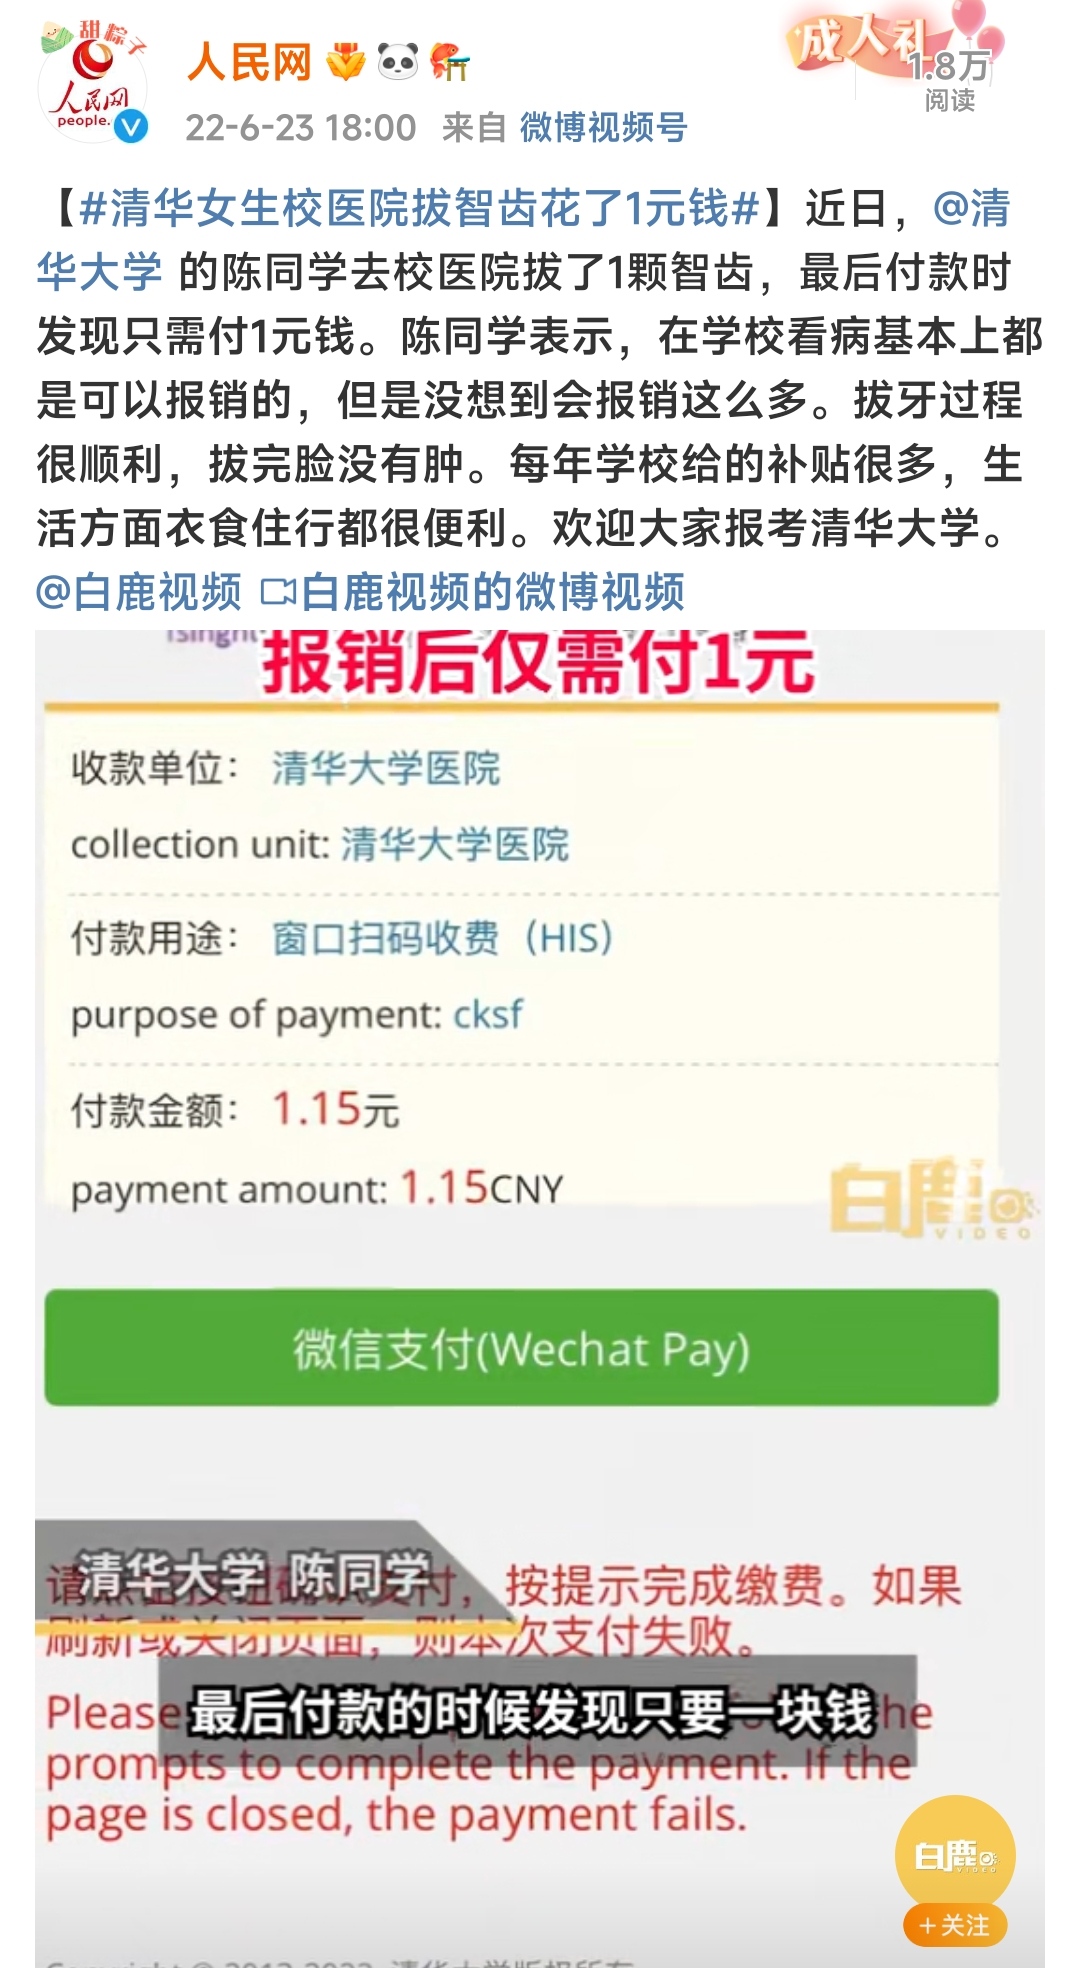 甜粽子
人民网
people.
人民网
成人礼
1.8万
阅读
22-6-23 18:00 来自 微博视频号
【#清华女生校医院拔智齿花了1元钱#】近日，@清
华大学 的陈同学去校医院拔了1颗智齿，最后付款时
发现只需付1元钱。陈同学表示，在学校看病基本上都
是可以报销的，但是没想到会报销这么多。拔牙过程
很顺利，拔完脸没有肿。每年学校给的补贴很多，生
活方面衣食住行都很便利。欢迎大家报考清华大学。
@白鹿视频 白鹿视频的微博视频
报销后仅需付1元
收款单位： 清华大学医院
collection unit: 清华大学医院
付款用途： 窗口扫码收费（HIS）
purpose of payment: cksf
付款金额： 1.15元
payment amount: 1.15CNY
白鹿
VIDEO
微信支付(Wechat Pay)
清华大学 陈同学
付，按提示完成缴费。如果
刷新或关闭页面，则本次支付失败。
最后付款的时候发现只要一块钱
Please he
prompts to complete the payment. If the
page is closed, the payment fails.
白鹿
VIDEO
+关注
清华大学版权所有